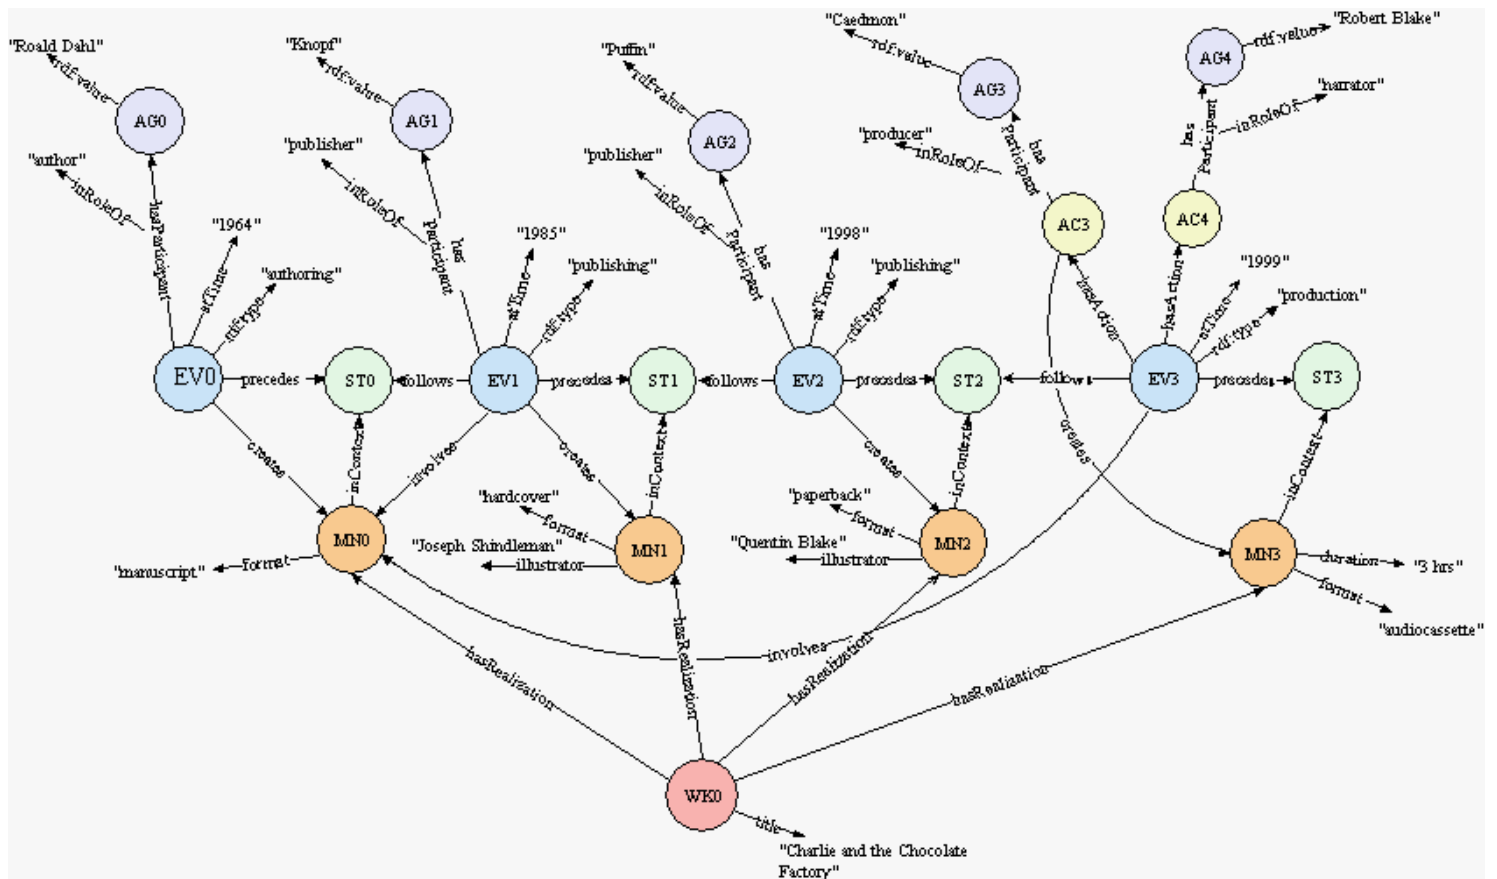 "Caedmon"
"Robert Blake"
"Roald Dahl"
"Knopf"
"Puffin"
rdf:value
rdf:value
rdf:value
rdf:value
rdf:value
AG0
AG1
AG2
AG3
AG4
"narrator"
inRoleOf
has
Participant
"author"
inRoleOf
hasParticipant
"publisher"
inRoleOf
has
Participant
"publisher"
inRoleOf
has
Participant
"producer"
inRoleOf
has
Participant
AC3
AC4
"1964"
atTime
"authoring"
rdf:type
"1985"
atTime
"publishing"
rdf:type
"1998"
atTime
"publishing"
rdf:type
hasAction
hasAction
"1999"
atTime
"production"
rdf:type
EV0
precedes
ST0
follows
EV1
precedes
ST1
follows
EV2
precedes
ST2
follows
EV3
precedes
ST3
creates
inContext
involves
creates
inContext
creates
inContext
creates
inContext
"manuscript"
format
MN0
"hardcover"
format
"Joseph Shindleman"
illustrator
MN1
"paperback"
format
"Quentin Blake"
illustrator
MN2
MN3
duration
"3 hrs"
format
"audiocassette"
involves
hasRealization
hasRealization
hasRealization
hasRealization
WK0
title
"Charlie and the Chocolate
Factory"